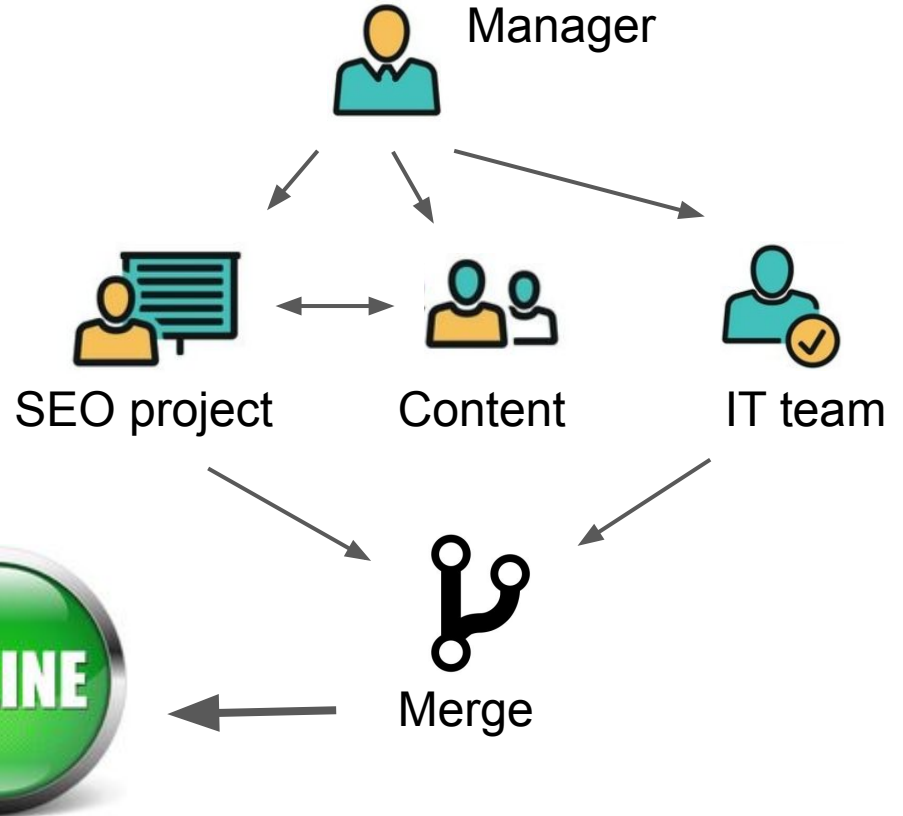 Manager
SEO project
Content
IT team
Merge
INE